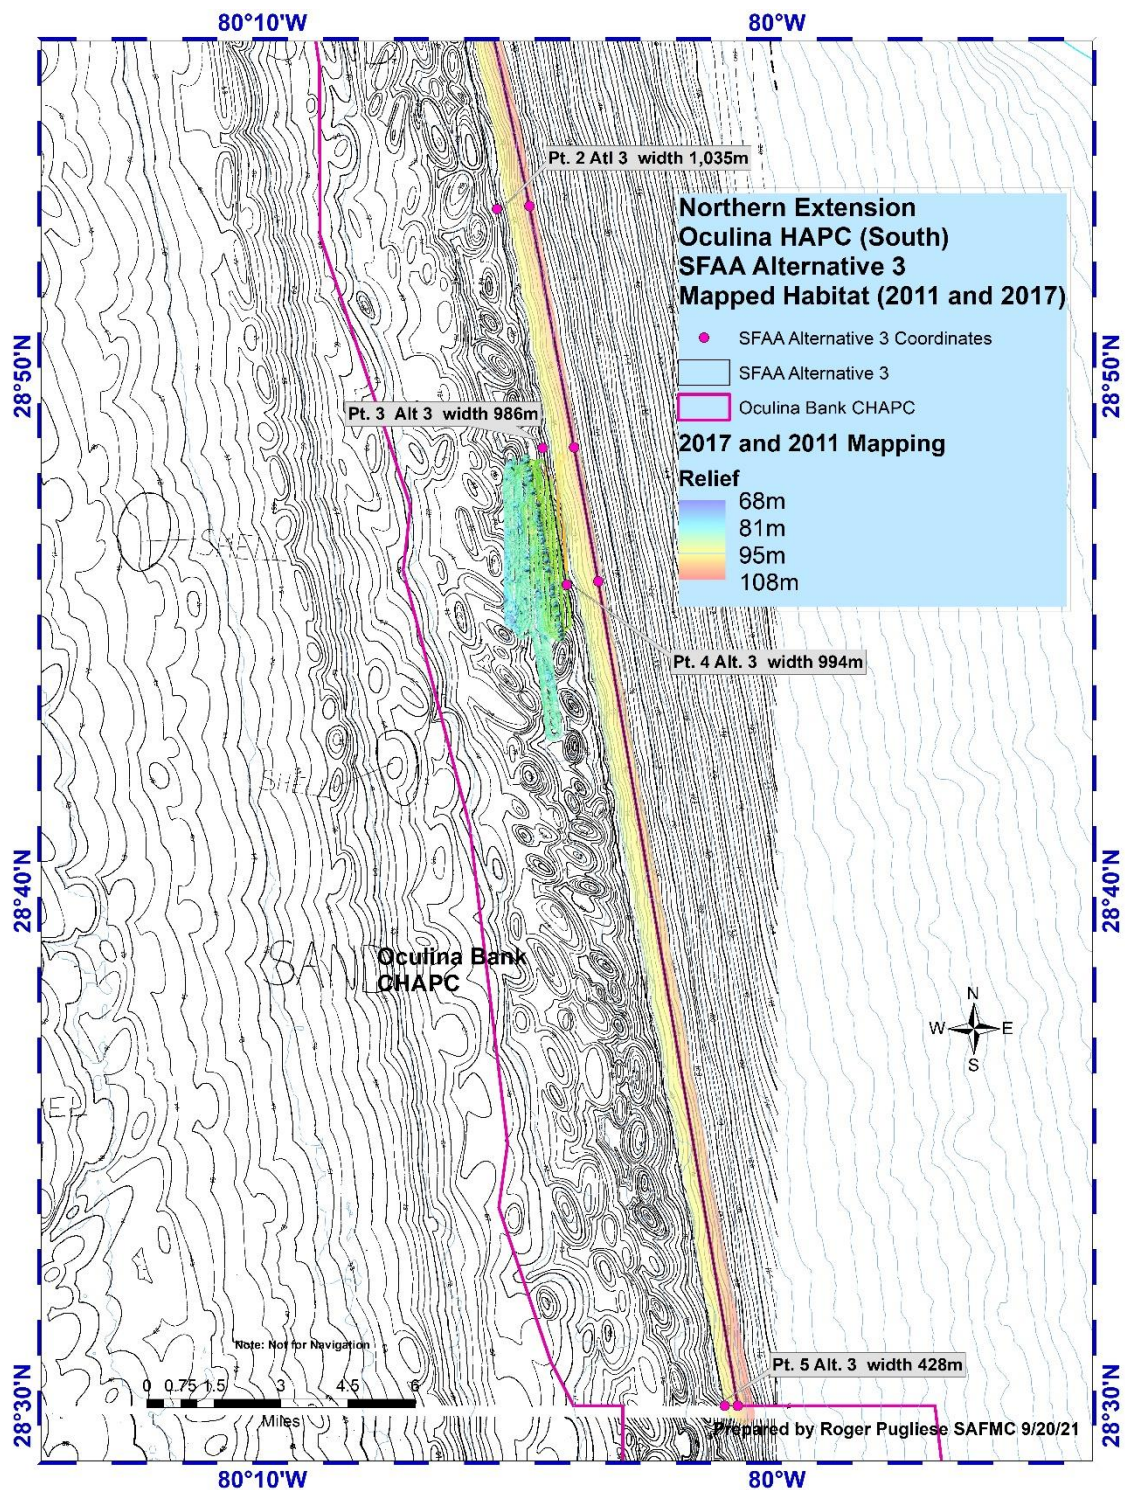 80°10'W
80°W
Pt. 2 Atl 3 width 1,035m
Northern Extension
Oculina HAPC (South)
SFAA Alternative 3
Mapped Habitat (2011 and 2017)
SFAA Alternative 3 Coordinates
SFAA Alternative 3
Oculina Bank CHAPC
2017 and 2011 Mapping
Relief
68m
81m
95m
108m
28°50'N
28°50'N
Pt. 3 Alt 3 width 986m
Pt. 4 Alt. 3 width 994m
28°40'N
28°40'N
SAND
Oculina Bank
CHAPC
N
W
E
S
Note: Not for Navigation
0 0.75 1.5 3 4.5 6
Miles
Pt. 5 Alt. 3 width 428m
28°30'N
28°30'N
Prepared by Roger Pugliese SAFMC 9/20/21
80°10'W
80°W